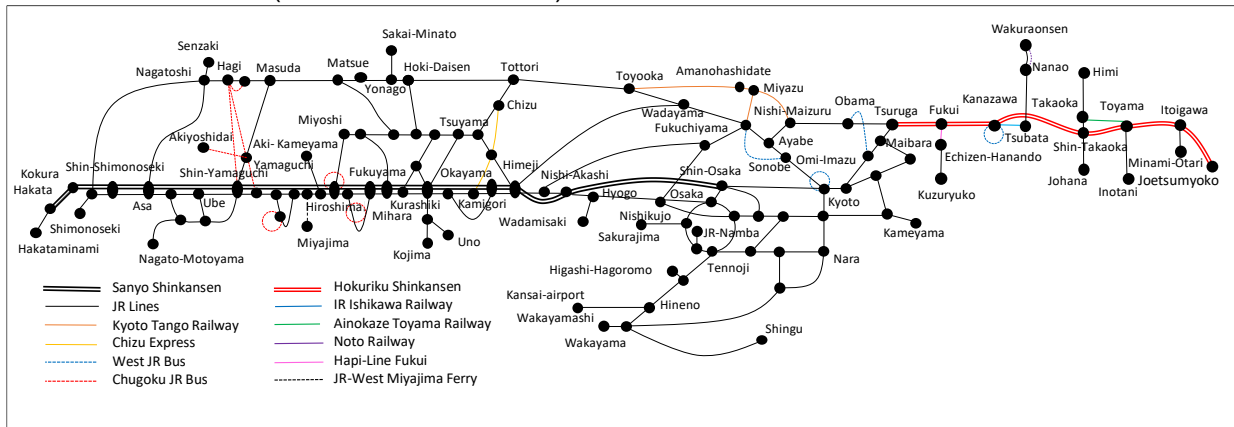 Wakuraonsen
Sakai-Minato
Senzaki
Himi
Nanao
Hagi
Matsue
Hoki-Daisen
Tottori
Amanohashidate
Nagatoshi
Masuda
Yonago
Toyooka
Miyazu
Obama
Kanazawa
Takaoka
Toyama
Itoigawa
Tsuruga
Fukui
Chizu
Nishi-Maizuru
Wadayama
Miyoshi
Tsuyama
Fukuchiyama
Tsubata
Akiyoshidai
Ayabe
Maibara
Shin-
Takaoka
Aki- Kameyama
Echizen-Hanando
Minami-Otari
Yamaguchi
Himeji
Omi-Imazu
Shin-Shimonoseki
Sonobe
Kokura
Shin-Yamaguchi
Fukuyama
Okayama
Nishi-Akashi
Shin-Osaka
Johana
Inotani
Joetsumyoko
Hakata
Kuzuryuko
Asa
Ube
Hyogo
Osaka
Kyoto
Hiroshima
Mihara
Kurashiki
Kamigori
Shimonoseki
Wadamisaki
Nishikujo
Hakataminami
Miyajima
Uno
Sakurajima
JR-Namba
Kameyama
Nagato-Motoyama
Kojima
Tennoji
Nara
Higashi-Hagoromo
Sanyo Shinkansen
Hokuriku Shinkansen
JR Lines
IR Ishikawa Railway
Kansai-airport
Hineno
Kyoto Tango Railway
Ainokaze Toyama Railway
Wakayamashi
Shingu
Chizu Express
Noto Railway
Wakayama
West JR Bus
Hapi-Line Fukui
Chugoku JR Bus
JR-West Miyajima Ferry